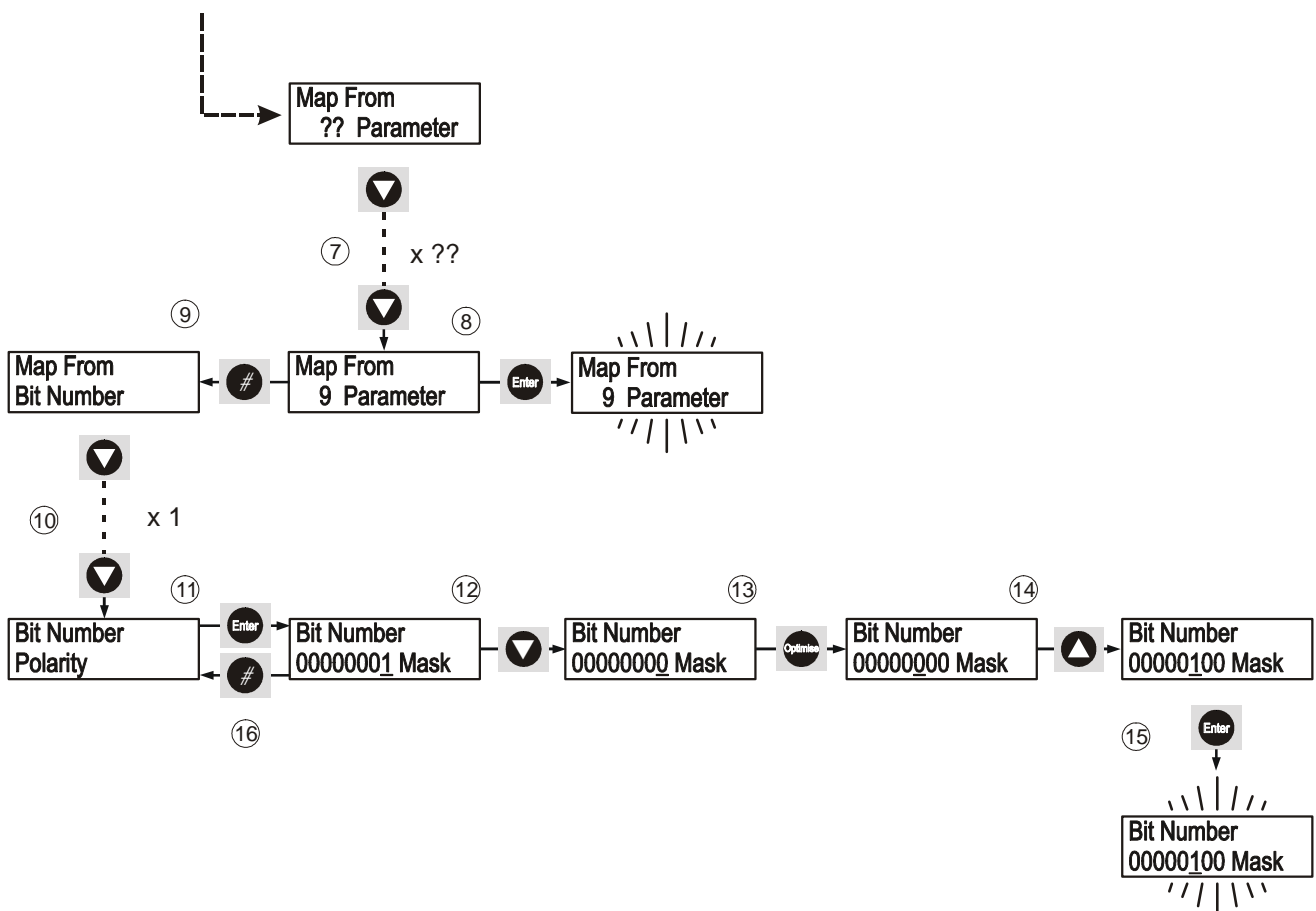 Map From
?? Parameter
7
x ??
9
8
Map From
Bit Number
#
Map From
9 Parameter
Enter
Map From
9 Parameter
10
x 1
11
12
13
14
Bit Number
Polarity
Enter
#
Bit Number
00000001 Mask
Bit Number
00000000 Mask
Optimise
Bit Number
00000000 Mask
Bit Number
00000100 Mask
16
15
Enter
Bit Number
00000100 Mask